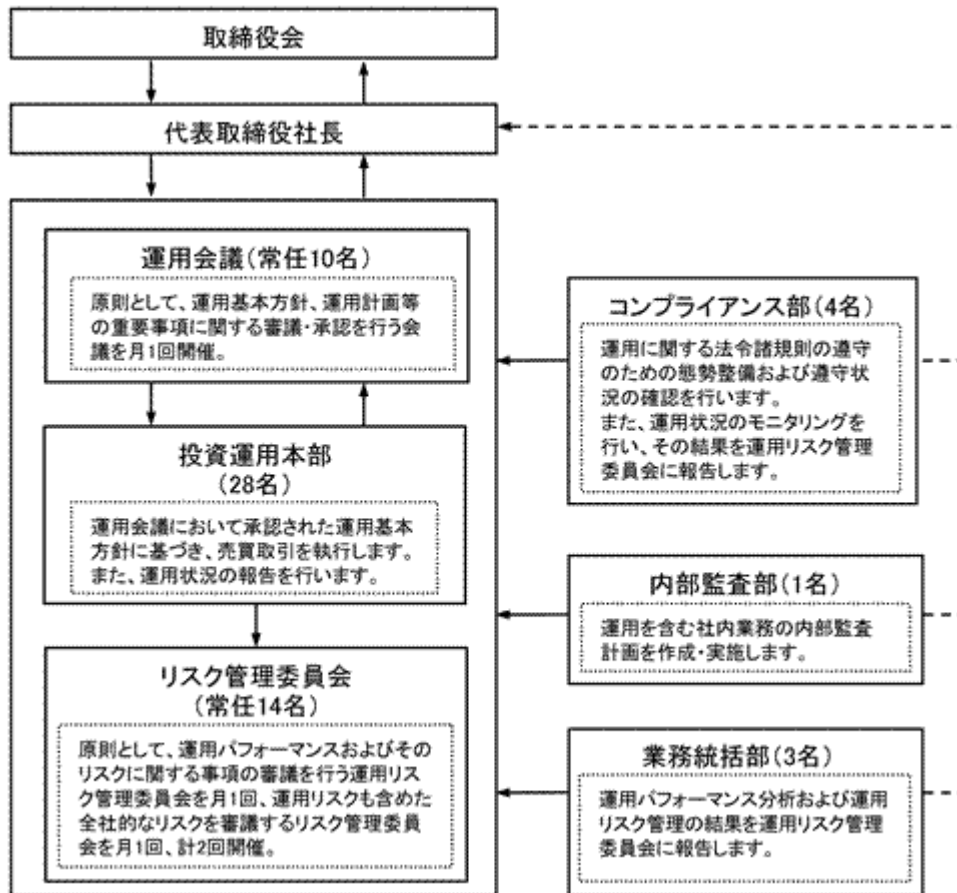 取締役会
代表取締役社長
運用会議(常任10名)
原則として、運用基本方針、運用計画等
の重要事項に関する審議・承認を行う会
議を月1回開催。
投資運用本部
(28名)
運用会議において承認された運用基本
方針に基づき、売買取引を執行します。
また、運用状況の報告を行います。
リスク管理委員会
(常任14名)
原則として、運用パフォーマンスおよびその
リスクに関する事項の審議を行う運用リス
ク管理委員会を月1回、運用リスクも含めた
全社的なリスクを審議するリスク管理委員
会を月1回、計2回開催。
コンプライアンス部(4名)
運用に関する法令諸規則の遵守
のための態勢整備および遵守状
況の確認を行います。
また、運用状況のモニタリングを
行い、その結果を運用リスク管理
委員会に報告します。
内部監査部(1名)
運用を含む社内業務の内部監査
計画を作成・実施します。
業務統括部(3名)
運用パフォーマンス分析および運用
リスク管理の結果を運用リスク管理
委員会に報告します。